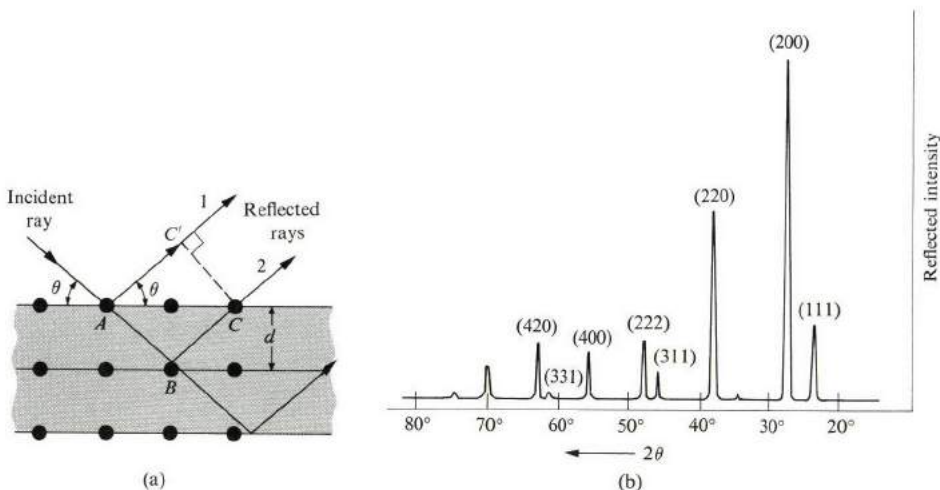 Incident
ray
1
Reflected
rays
C′
2
θ
θ
A
C
d
B
(a)
(200)
(220)
(111)
(420)
(400)
(222)
(331)
(311)
80°
70°
60°
50°
40°
30°
20°
2θ
(b)
Reflected intensity